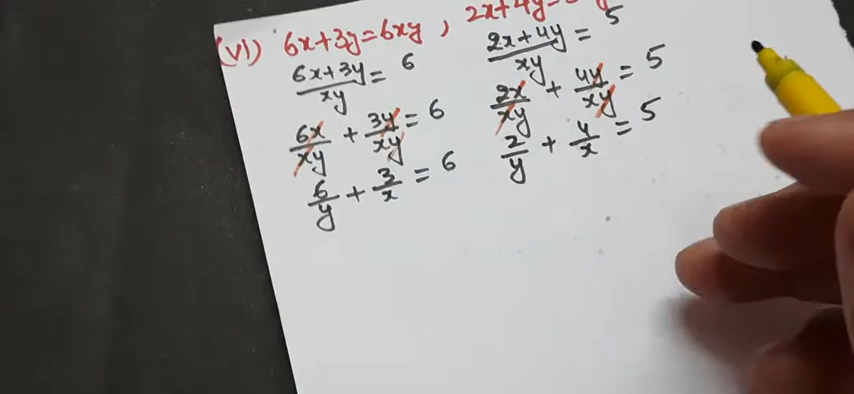 (vi) 6x+3y=6xy, 2x+4y=5
6x+3y/xy = 6
6x/xy + 3y/xy = 6
6/y + 3/x = 6
2x+4y/xy = 5
2x/xy + 4y/xy = 5
2/y + 4/x = 5